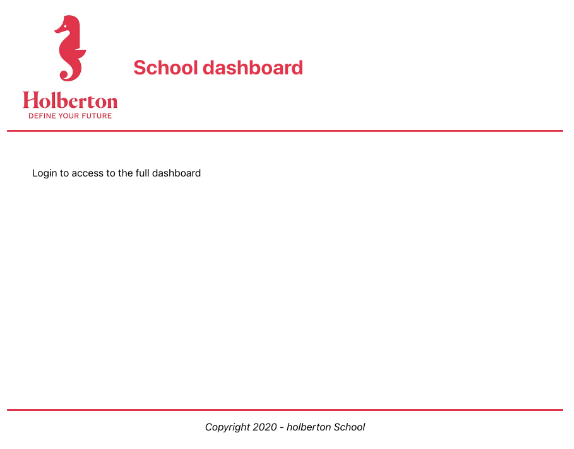 School dashboard
Holberton
DEFINE YOUR FUTURE
Login to access to the full dashboard
Copyright 2020 - holberton School